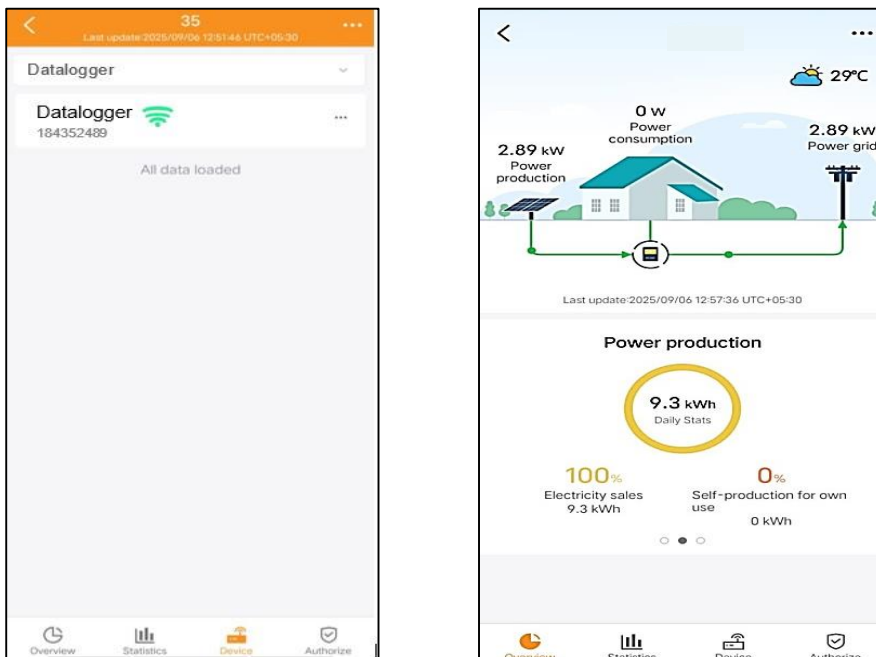 35
Last update:2025/09/06 12:51:46 UTC+05:30
Datalogger
Datalogger
184352489
All data loaded
Overview
Statistics
Device
Authorize
29°C
0 W
Power
consumption
2.89 kW
Power
production
2.89 kW
Power grid
Last update:2025/09/06 12:57:36 UTC+05:30
Power production
9.3 kWh
Daily Stats
100%
Electricity sales
9.3 kWh
0%
Self-production for own
use
0 kWh
Overview
Statistics
Device
Authorize